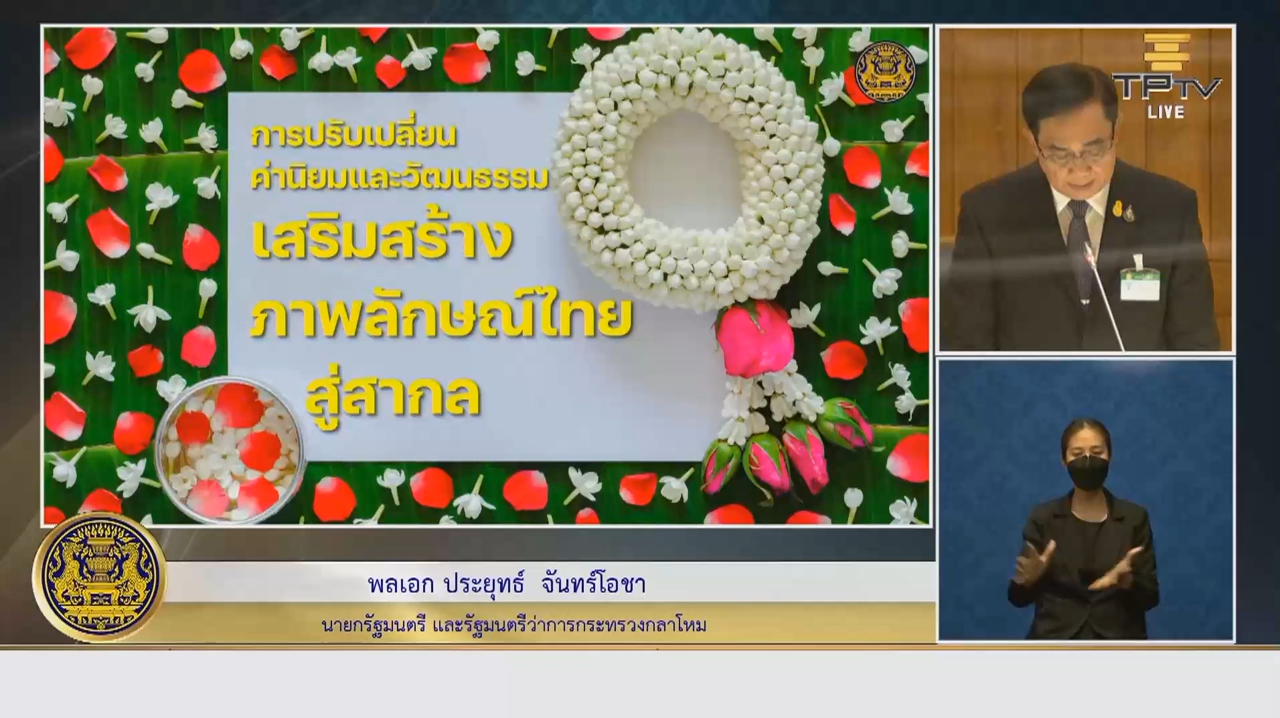 การปรับเปลี่ยน
ค่านิยมและวัฒนธรรม
เสริมสร้าง
ภาพลักษณ์ไทย
สู่สากล
TPTV
LIVE
พลเอก ประยุทธ์ จันทร์โอชา
นายกรัฐมนตรี และรัฐมนตรีว่าการกระทรวงกลาโหม